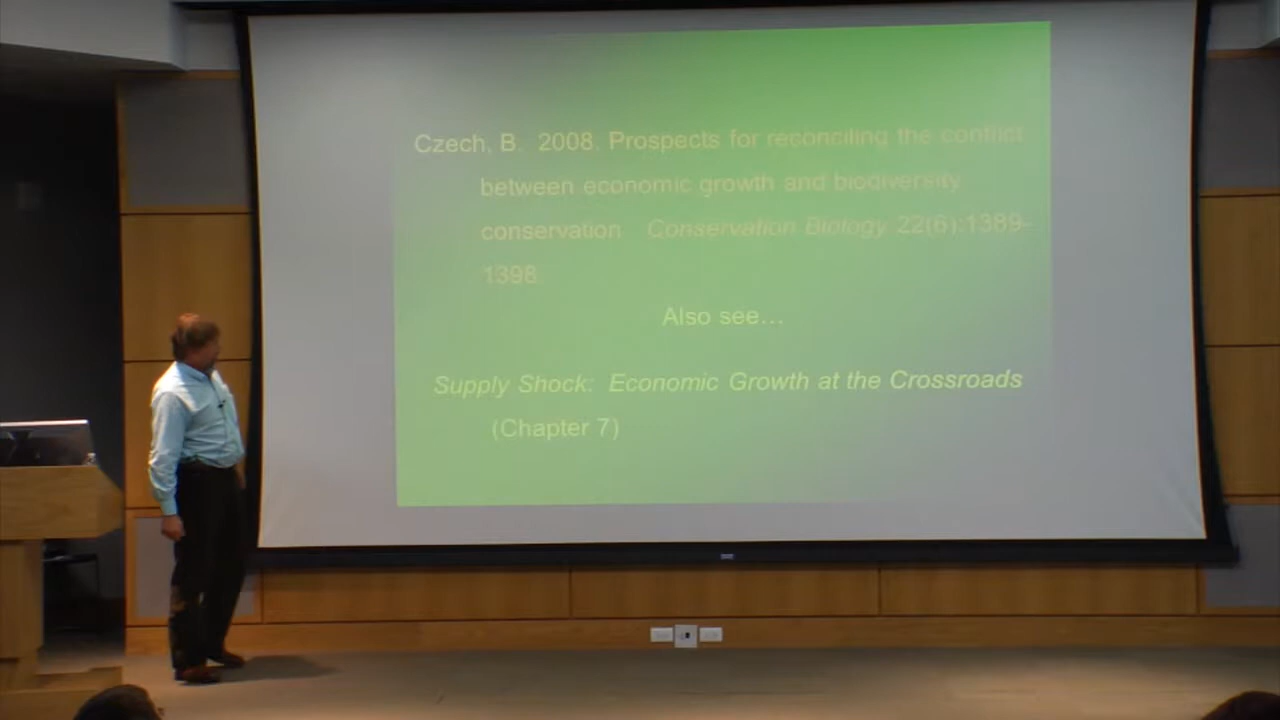 Czech, B. 2008. Prospects for reconciling the conflict
between economic growth and biodiversity
conservation Conservation Biology 22(6):1389-
1398
Also see...
Supply Shock: Economic Growth at the Crossroads
(Chapter 7)